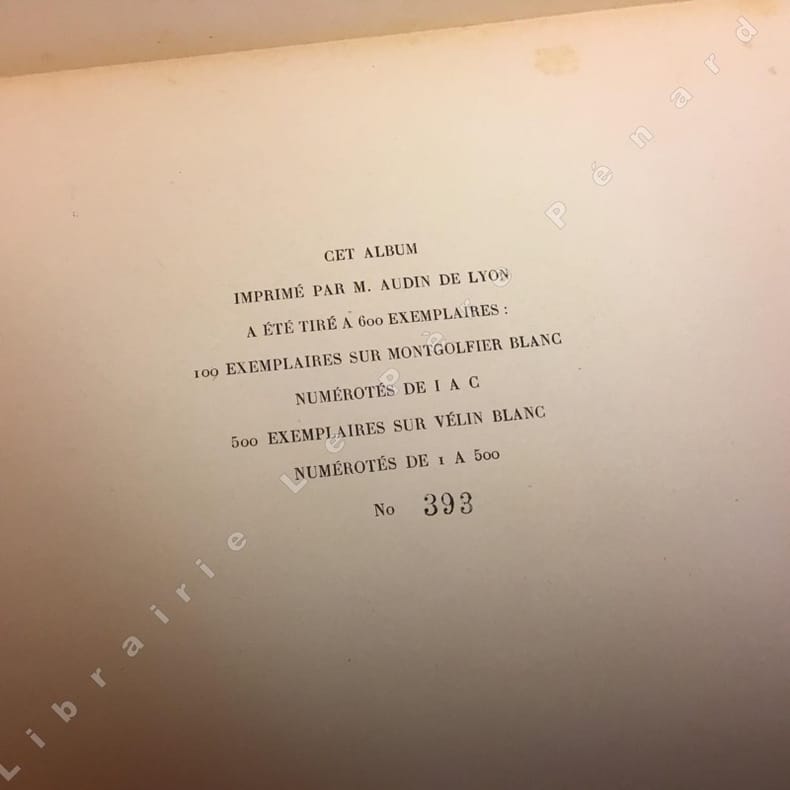 CET ALBUM
IMPRIMÉ PAR M. AUDIN DE LYON
A ÉTÉ TIRÉ A 600 EXEMPLAIRES :
100 EXEMPLAIRES SUR MONTGOLFIER BLANC
NUMÉROTÉS DE I A C
500 EXEMPLAIRES SUR VÉLIN BLANC
NUMÉROTÉS DE 1 A 500
No 393
Librairie Le Père Pénard